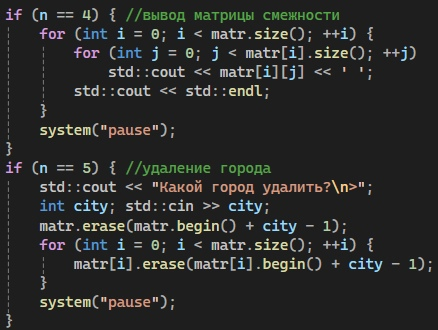 if (n == 4) { //вывод матрицы смежности
    for (int i = 0; i < matr.size(); ++i) {
        for (int j = 0; j < matr[i].size(); ++j)
            std::cout << matr[i][j] << ' ';
        std::cout << std::endl;
    }
    system("pause");
}
if (n == 5) { //удаление города
    std::cout << "Какой город удалить?\n>";
    int city; std::cin >> city;
    matr.erase(matr.begin() + city - 1);
    for (int i = 0; i < matr.size(); ++i) {
        matr[i].erase(matr[i].begin() + city - 1);
    }
    system("pause");
}